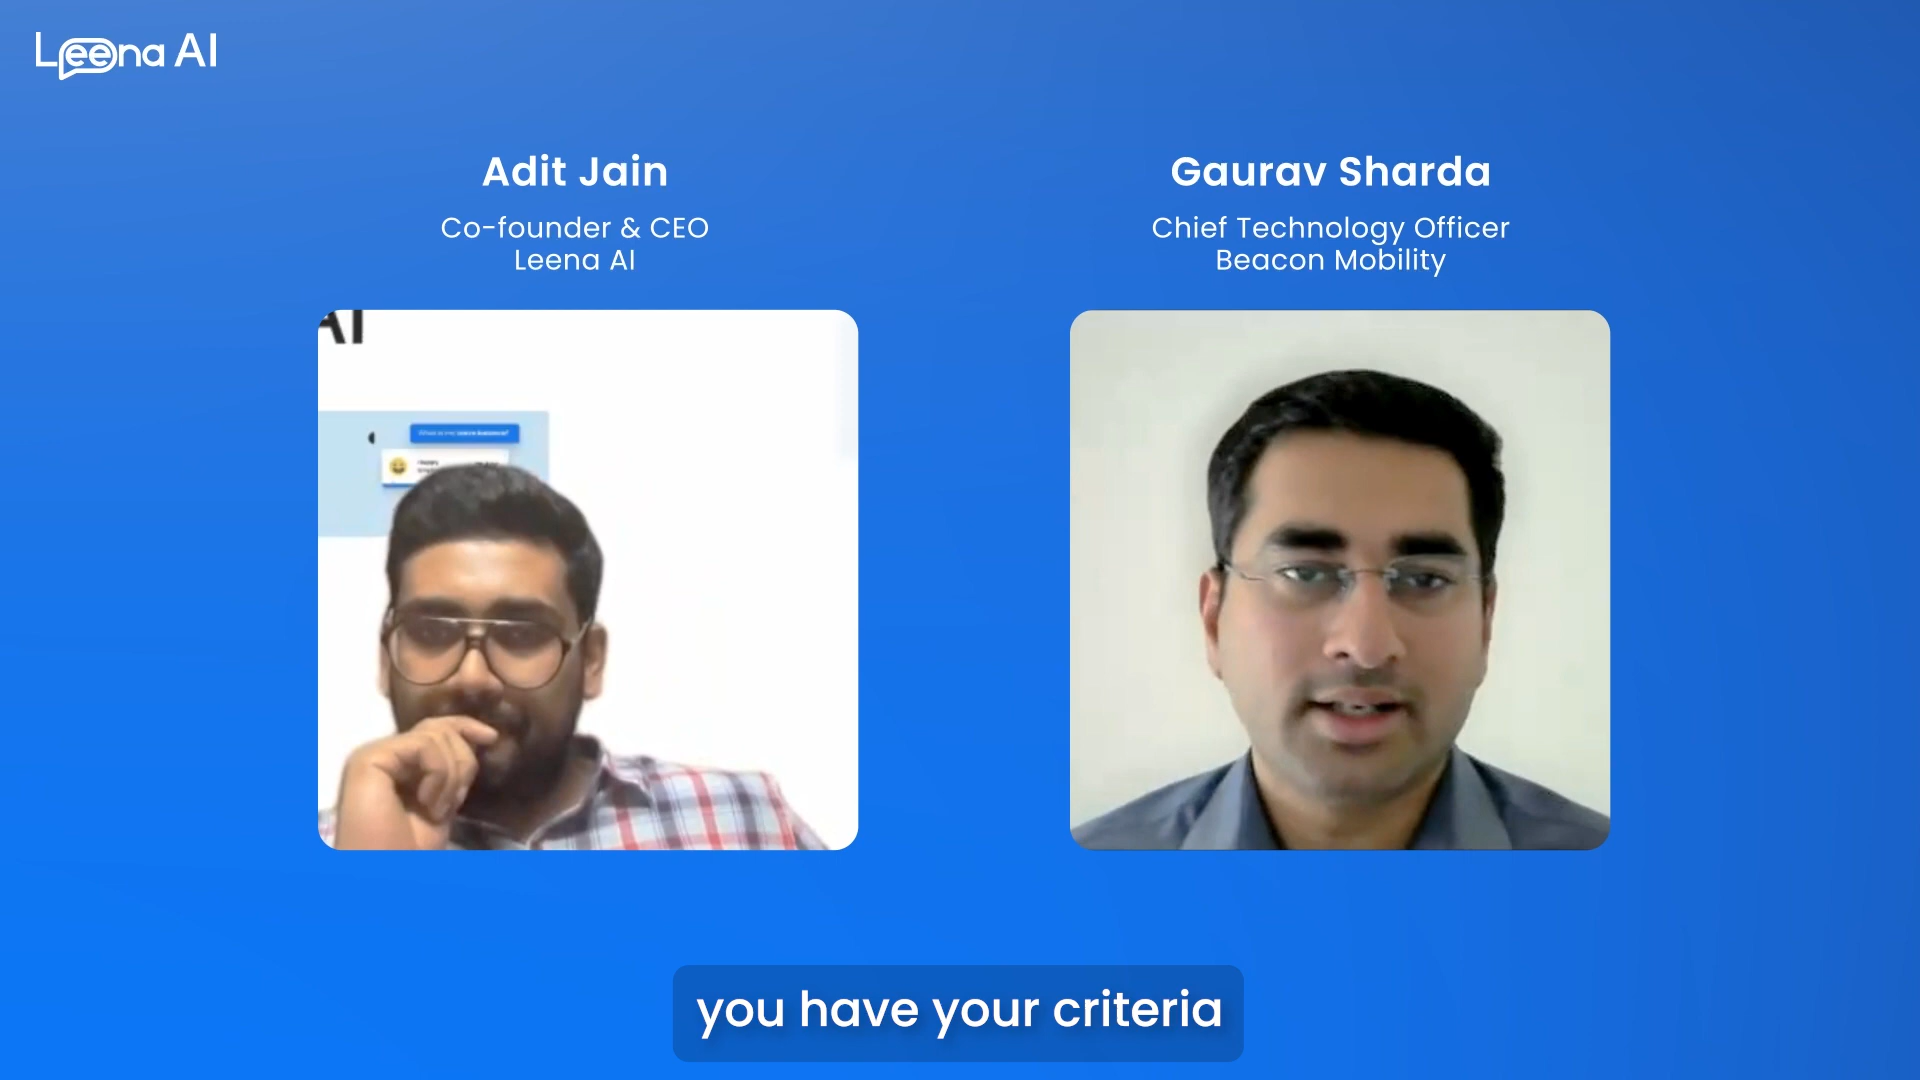 Leena AI
Adit Jain
Co-founder & CEO
Leena AI
Gaurav Sharda
Chief Technology Officer
Beacon Mobility
AI
you have your criteria